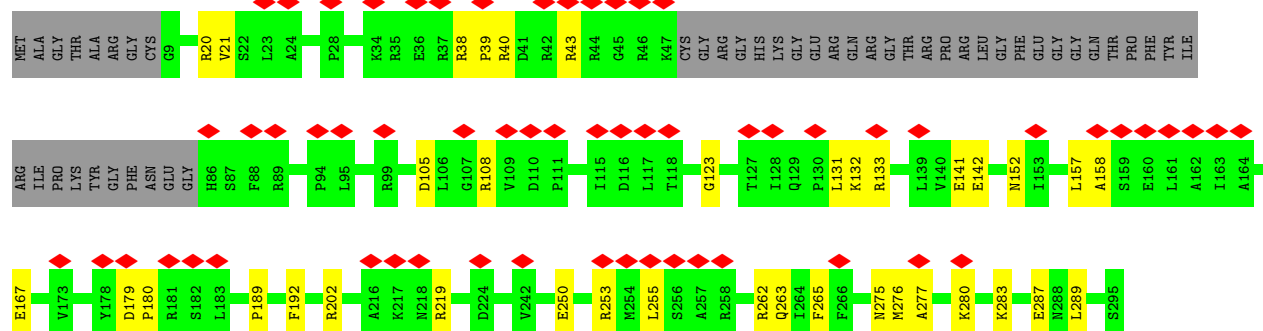 MET ALA GLY THR ALA ARG GLY CYS G9 R20 V21 S22 L23 A24 P28 K34 R35 E36 R37 R38 P39 R40 D41 R42 R43 R44 G45 R46 K47 CYS GLY ARG GLY HIS LYS GLY GLU ARG GLN ARG GLY THR ARG PRO ARG LEU GLY PHE GLU GLY GLY GLN THR PRO PHE TYR ILE
ARG ILE PRO LYS TYR GLY PHE ASN GLU GLY H86 S87 F88 R89 P94 L95 R99 D105 L106 G107 R108 V109 D110 P111 I115 D116 L117 T118 G123 T127 I128 Q129 P130 L131 K132 R133 L139 V140 E141 E142 N152 I153 L157 A158 S159 E160 L161 A162 I163 A164
E167 V173 Y178 D179 P180 R181 S182 L183 P189 F192 R202 A216 K217 N218 R219 D224 V242 E250 R253 M254 L255 S256 A257 R258 R262 Q263 I264 F265 F266 N275 M276 A277 K280 K283 E287 N288 L289 S295